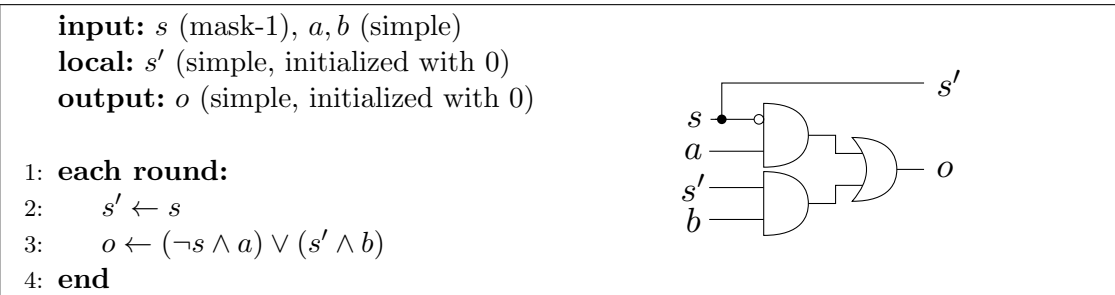 input: s (mask-1), a, b (simple)
local: s′ (simple, initialized with 0)
output: o (simple, initialized with 0)
1: each round:
2: s′ ← s
3: o ← (¬s ∧ a) ∨ (s′ ∧ b)
4: end
s′
s
a
s′
b
o